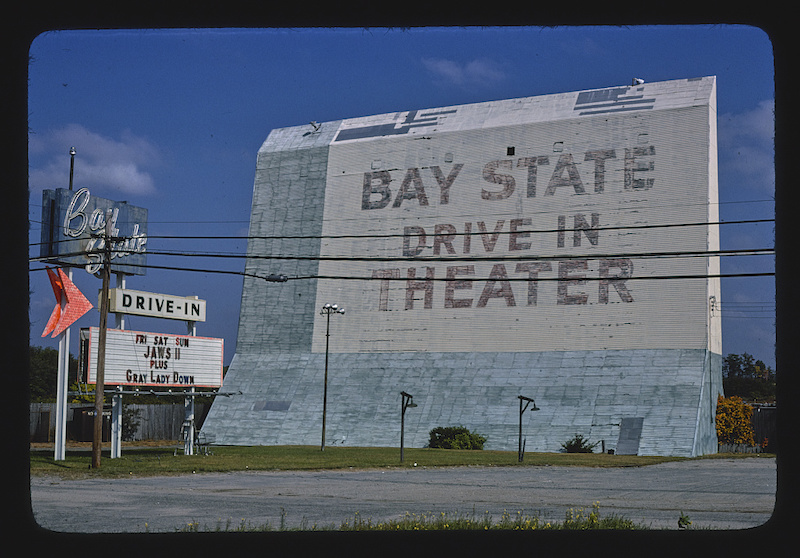 Bay
State
DRIVE-IN
FRI SAT SUN
JAWS II
PLUS
GRAY LADY DOWN
BAY STATE
DRIVE IN
THEATER